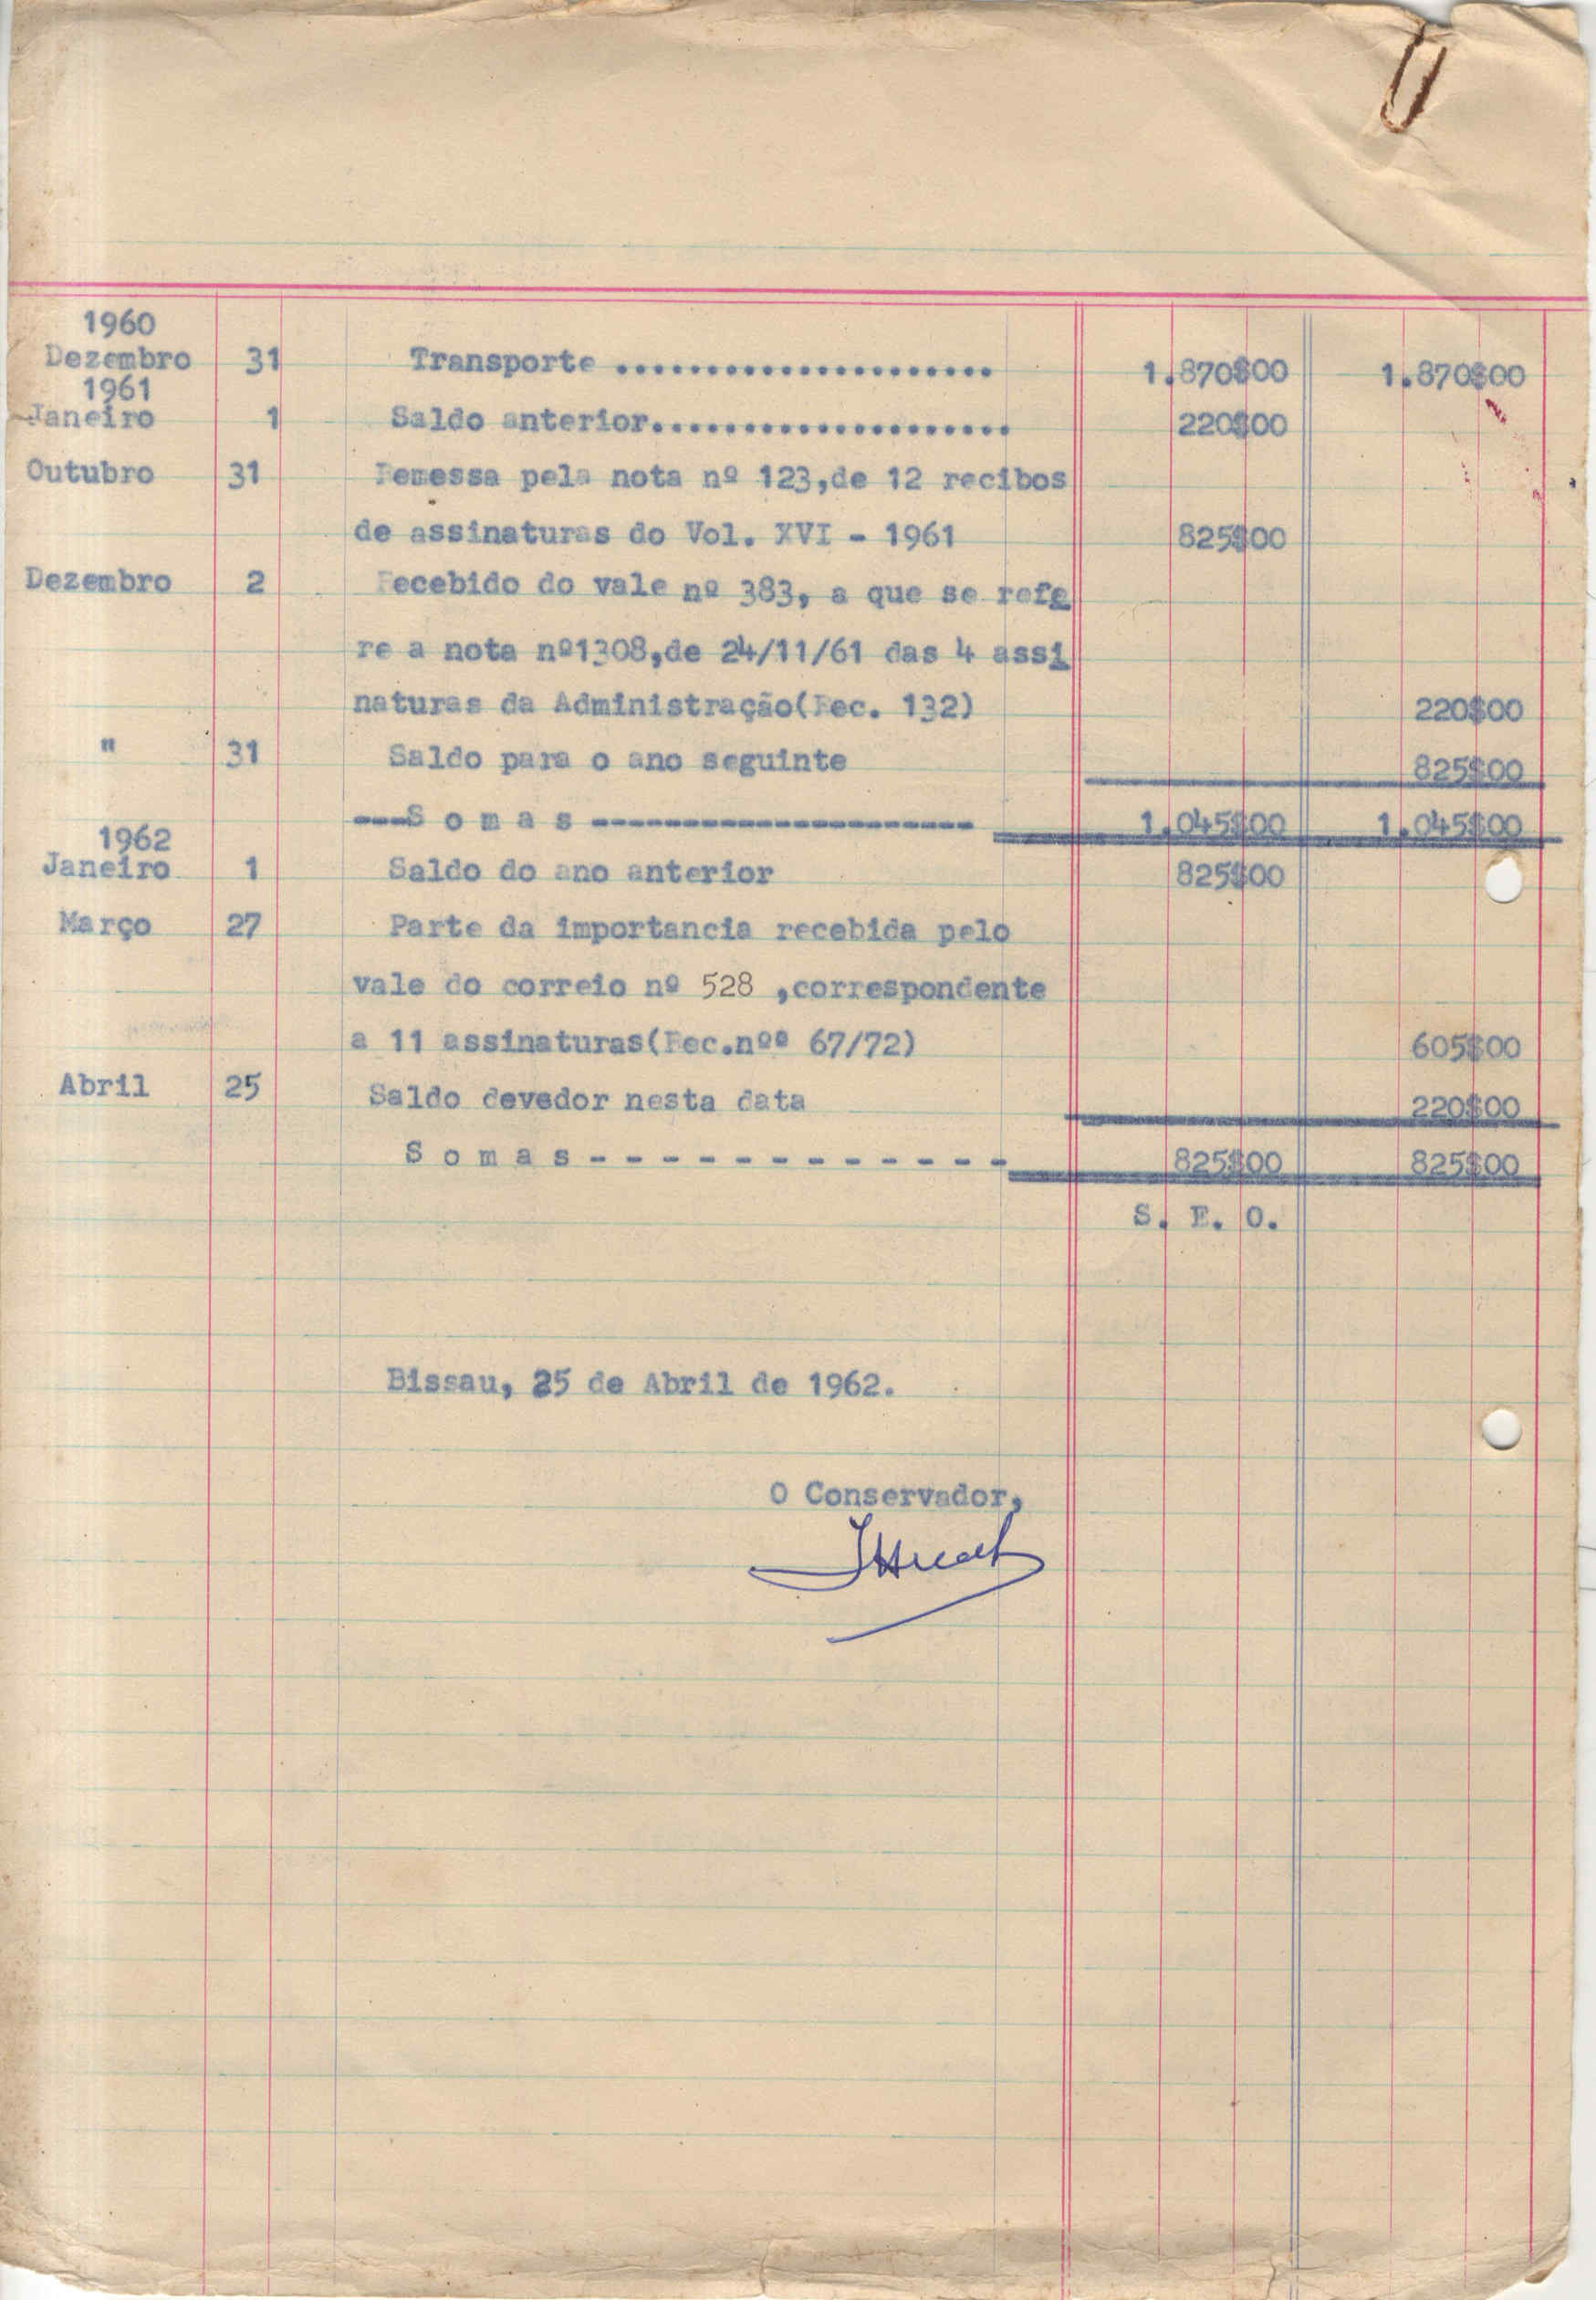 1960
Dezembro 31 Transporte ..................... 1.870$00 1.870$00
1961
Janeiro 1 Saldo anterior.................... 220$00
Outubro 31 Remessa pela nota nº 123,de 12 recibos
de assinaturas do Vol. XVI - 1961 825$00
Dezembro 2 Recebido do vale nº 383, a que se refe
re a nota nº1308,de 24/11/61 das 4 assi
naturas da Administração(Rec. 132) 220$00
" 31 Saldo para o ano seguinte 825$00
---S o m a s --------------------- 1.045$00 1.045$00
1962
Janeiro 1 Saldo do ano anterior 825$00
Março 27 Parte da importancia recebida pelo
vale do correio nº 528 ,correspondente
a 11 assinaturas(Rec.nºº 67/72) 605$00
Abril 25 Saldo devedor nesta data 220$00
S o m a s - - - - - - - - - - - - 825$00 825$00
S. E. O.
Bissau, 25 de Abril de 1962.
O Conservador,